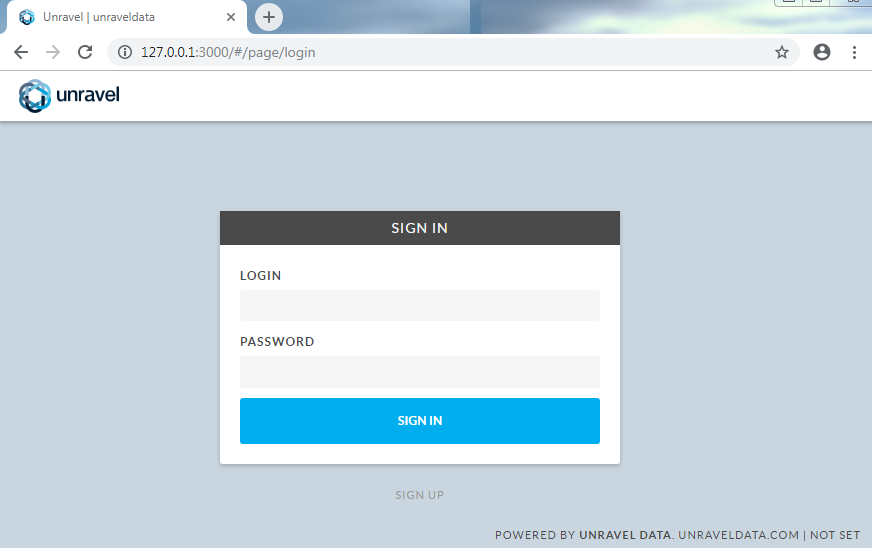 Unravel | unraveldata
127.0.0.1:3000/#/page/login
unravel
SIGN IN
LOGIN
PASSWORD
SIGN IN
SIGN UP
POWERED BY UNRAVEL DATA. UNRAVELDATA.COM | NOT SET